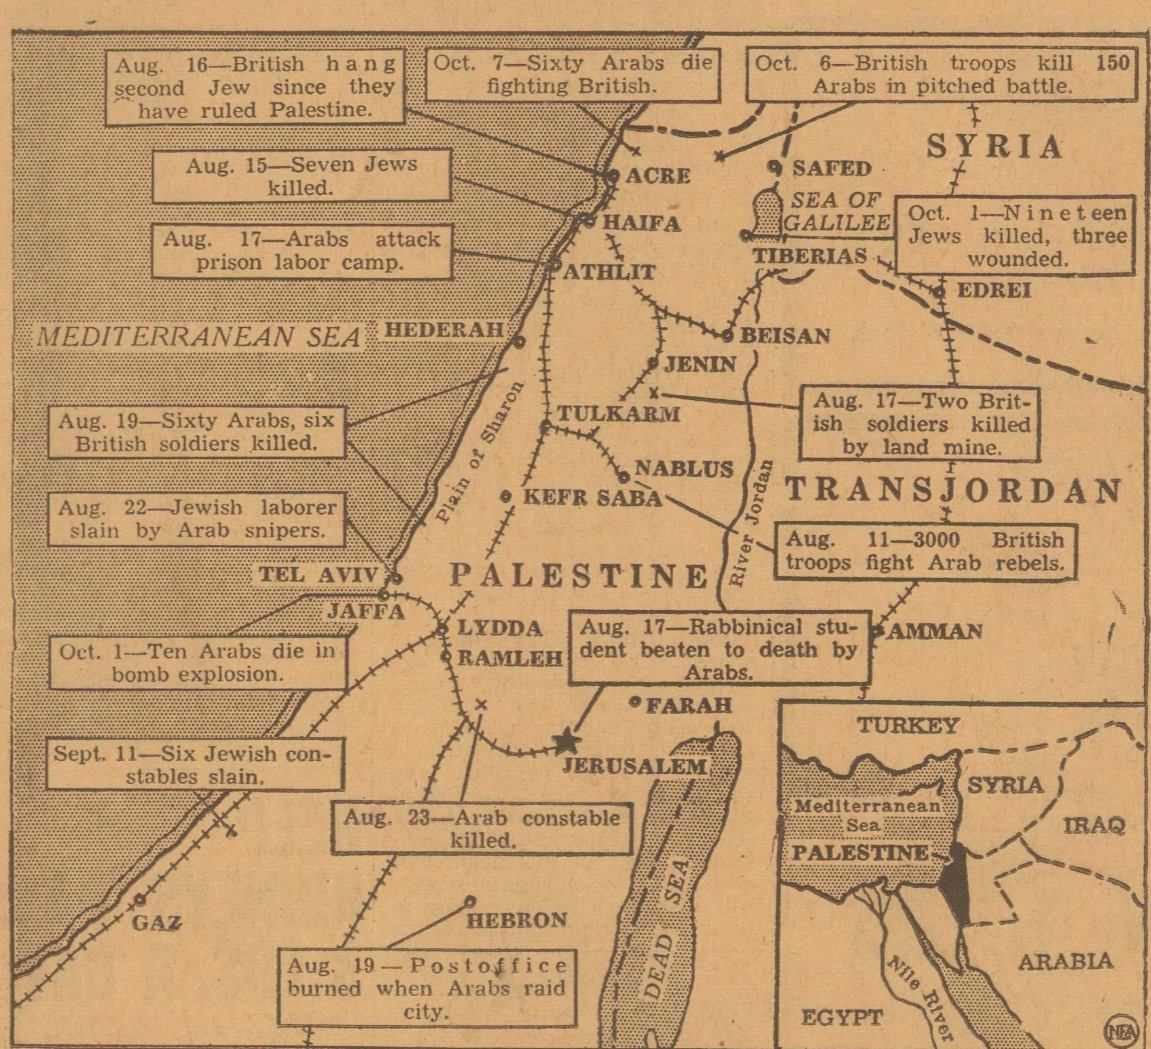 Aug. 16—British hang
second Jew since they
have ruled Palestine.
Oct. 7—Sixty Arabs die
fighting British.
Oct. 6—British troops kill 150
Arabs in pitched battle.
SYRIA
Aug. 15—Seven Jews
killed.
ACRE
SAFED
SEA OF
GALILEE
HAIFA
Oct. 1—Nineteen
Jews killed, three
wounded.
Aug. 17—Arabs attack
prison labor camp.
ATHLIT
TIBERIAS
EDREI
MEDITERRANEAN SEA
HEDERAH
BEISAN
JENIN
Aug. 19—Sixty Arabs, six
British soldiers killed.
Plain of Sharon
TULKARM
Aug. 17—Two Brit-
ish soldiers killed
by land mine.
NABLUS
KEFR SABA
River Jordan
TRANSJORDAN
Aug. 22—Jewish laborer
slain by Arab snipers.
Aug. 11—3000 British
troops fight Arab rebels.
TEL AVIV
PALESTINE
JAFFA
LYDDA
RAMLEH
Aug. 17—Rabbinical stu-
dent beaten to death by
Arabs.
AMMAN
Oct. 1—Ten Arabs die in
bomb explosion.
FARAH
Sept. 11—Six Jewish con-
stables slain.
JERUSALEM
Aug. 23—Arab constable
killed.
DEAD SEA
GAZ
HEBRON
Aug. 19—Postoffice
burned when Arabs raid
city.
TURKEY
SYRIA
Mediterranean
Sea
IRAQ
PALESTINE
ARABIA
Nile River
EGYPT
NEA